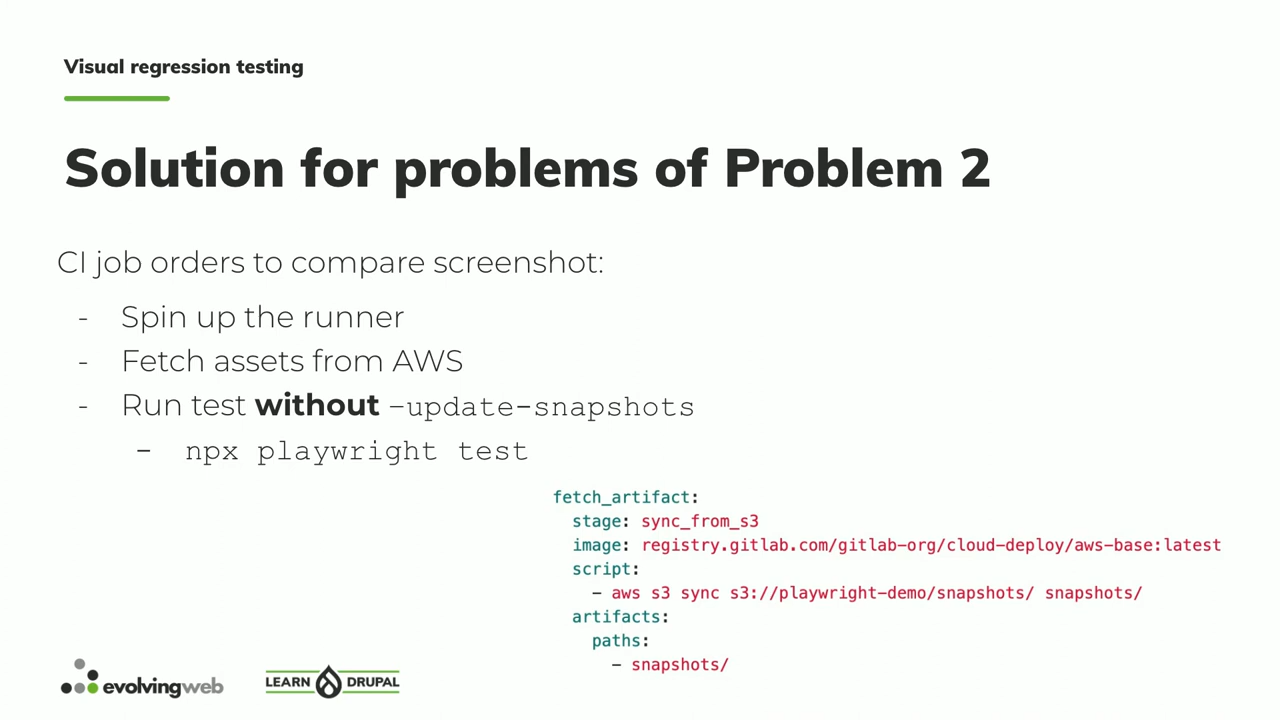 Visual regression testing
Solution for problems of Problem 2
CI job orders to compare screenshot:
- Spin up the runner
- Fetch assets from AWS
- Run test without –update-snapshots
- npx playwright test
fetch_artifact:
stage: sync_from_s3
image: registry.gitlab.com/gitlab-org/cloud-deploy/aws-base:latest
script:
- aws s3 sync s3://playwright-demo/snapshots/ snapshots/
artifacts:
paths:
- snapshots/
evolvingweb
LEARN DRUPAL